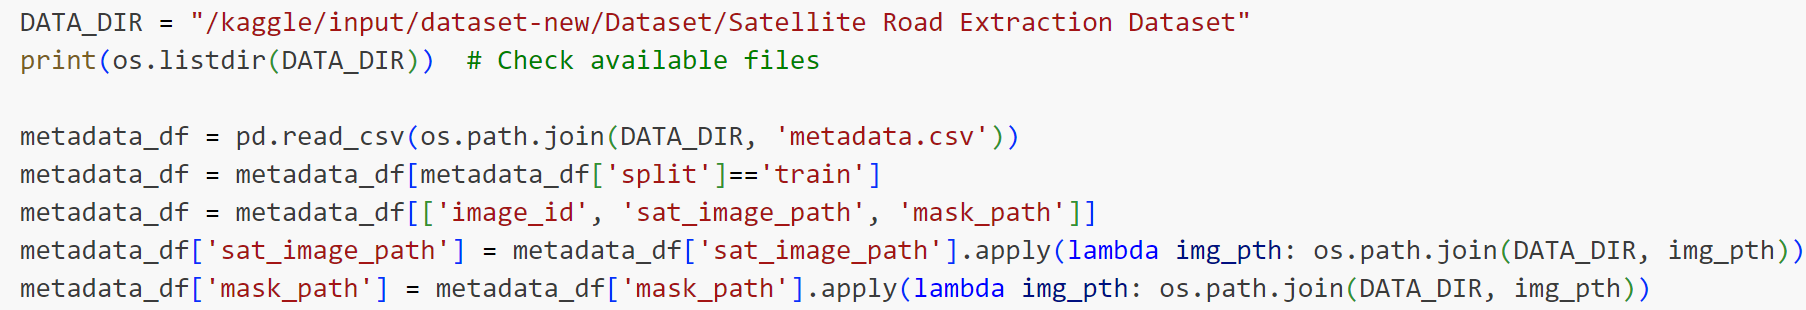 DATA_DIR = "/kaggle/input/dataset-new/Dataset/Satellite Road Extraction Dataset"
print(os.listdir(DATA_DIR))  # Check available files

metadata_df = pd.read_csv(os.path.join(DATA_DIR, 'metadata.csv'))
metadata_df = metadata_df[metadata_df['split']=='train']
metadata_df = metadata_df[['image_id', 'sat_image_path', 'mask_path']]
metadata_df['sat_image_path'] = metadata_df['sat_image_path'].apply(lambda img_pth: os.path.join(DATA_DIR, img_pth))
metadata_df['mask_path'] = metadata_df['mask_path'].apply(lambda img_pth: os.path.join(DATA_DIR, img_pth))